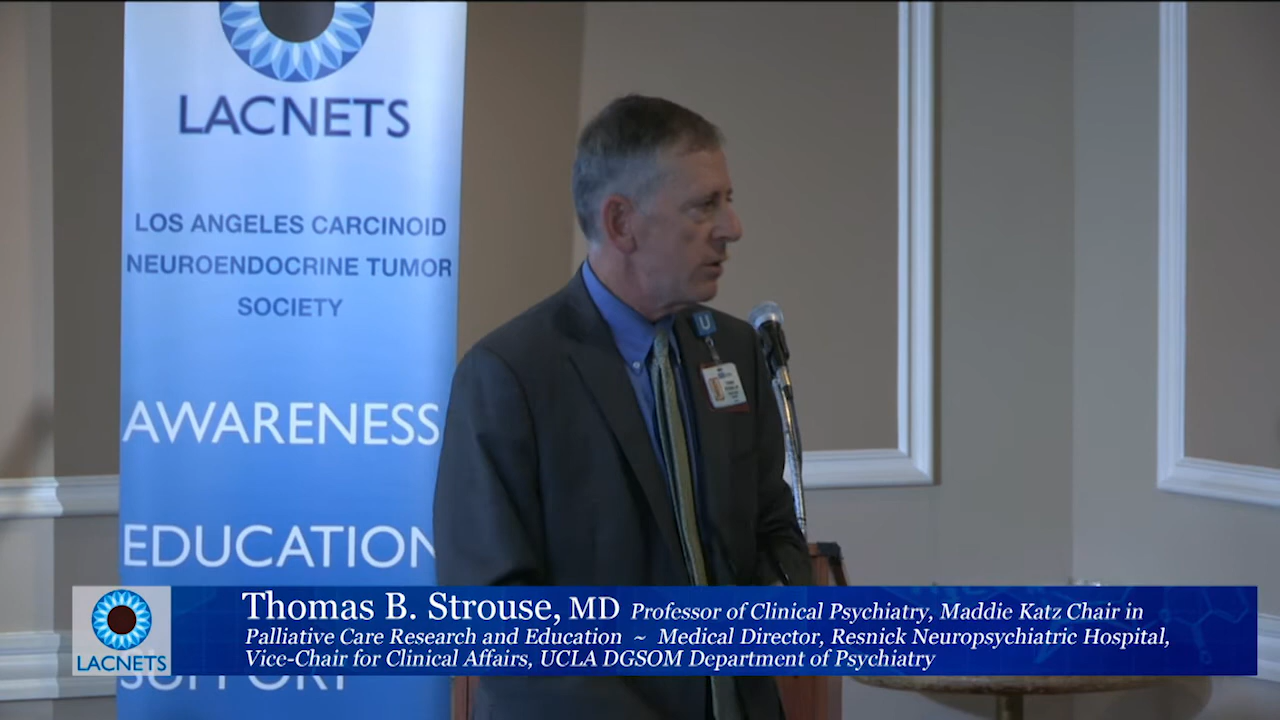 LACNETS
LOS ANGELES CARCINOID
NEUROENDOCRINE TUMOR
SOCIETY
AWARENESS
EDUCATION
SUPPORT
U
Thomas B. Strouse, MD Professor of Clinical Psychiatry, Maddie Katz Chair in
Palliative Care Research and Education ~ Medical Director, Resnick Neuropsychiatric Hospital,
Vice-Chair for Clinical Affairs, UCLA DGSOM Department of Psychiatry
LACNETS